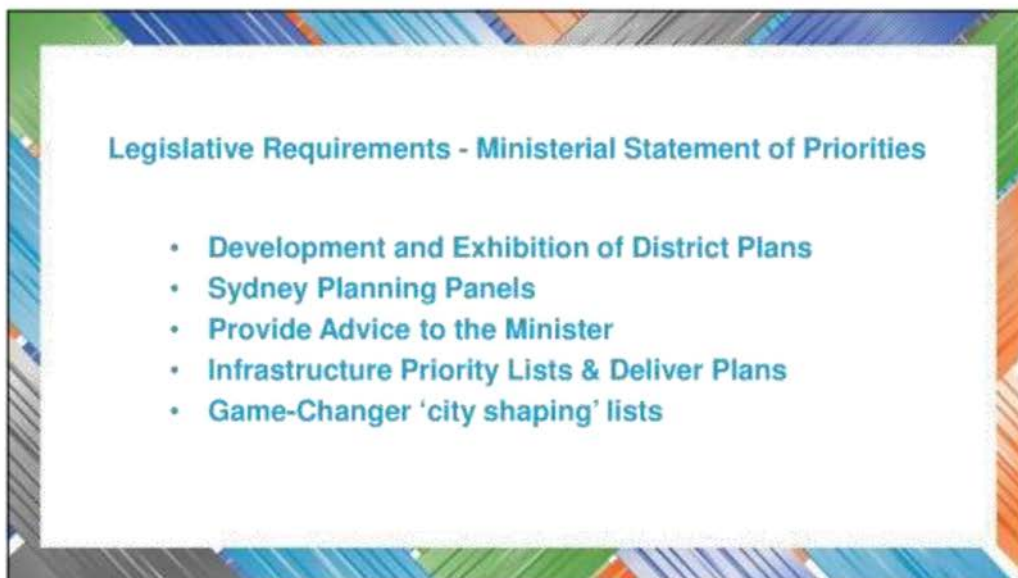 Legislative Requirements - Ministerial Statement of Priorities
• Development and Exhibition of District Plans
• Sydney Planning Panels
• Provide Advice to the Minister
• Infrastructure Priority Lists & Deliver Plans
• Game-Changer ‘city shaping’ lists